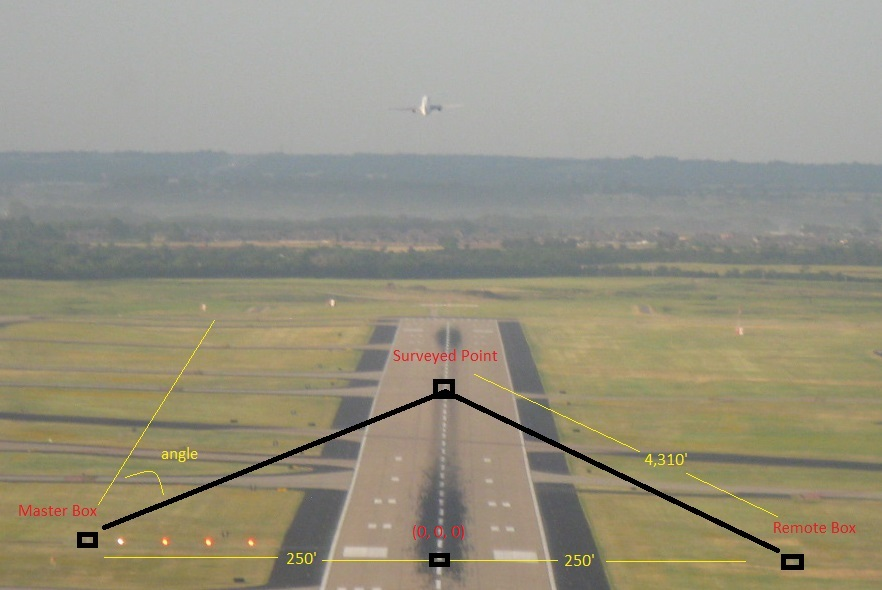 Surveyed Point
angle
4,310'
Master Box
Remote Box
(0, 0, 0)
250'
250'